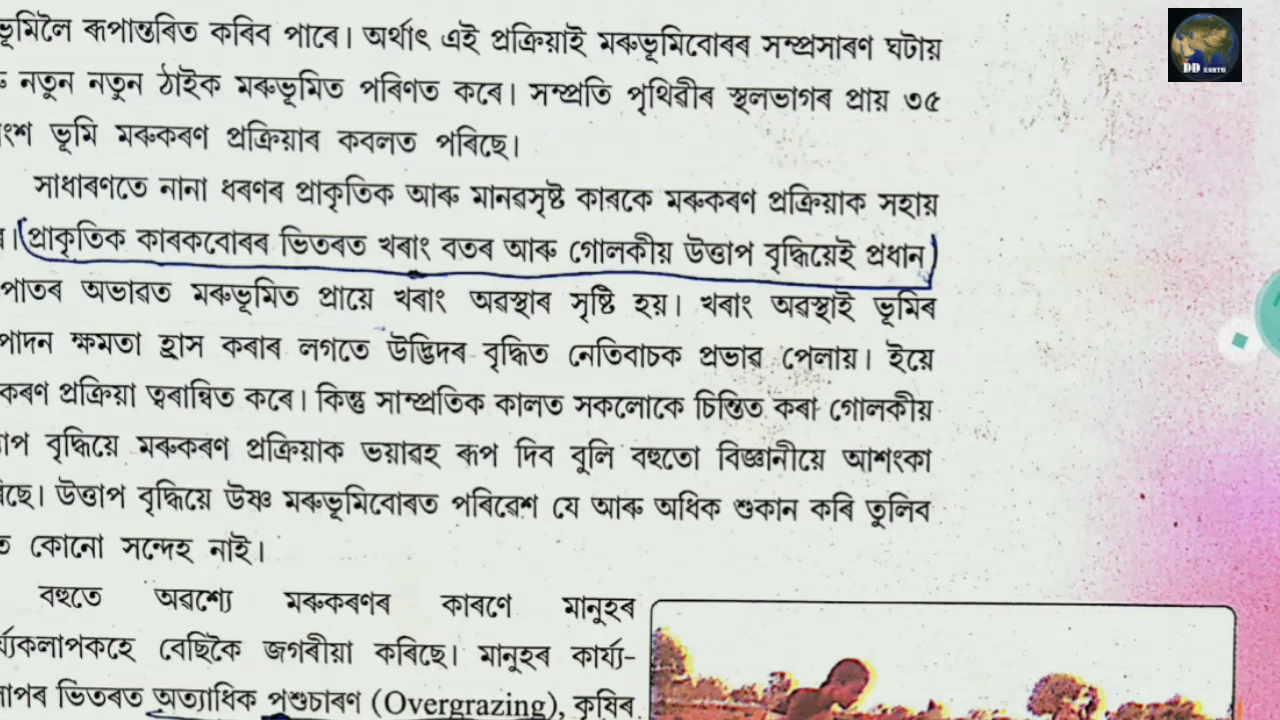 ভূমিলৈ ৰূপান্তৰিত কৰিব পাৰে। অৰ্থাৎ এই প্ৰক্ৰিয়াই মৰুভূমিবোৰৰ সম্প্ৰসাৰণ ঘটায়
নতুন নতুন ঠাইক মৰুভূমিত পৰিণত কৰে। সম্প্ৰতি পৃথিৱীৰ স্থলভাগৰ প্ৰায় ৩৫
ংশ ভূমি মৰুকৰণ প্ৰক্ৰিয়াৰ কবলত পৰিছে।
সাধাৰণতে নানা ধৰণৰ প্ৰাকৃতিক আৰু মানৱসৃষ্ট কাৰকে মৰুকৰণ প্ৰক্ৰিয়াক সহায়
। (প্ৰাকৃতিক কাৰকবোৰৰ ভিতৰত খৰাং বতৰ আৰু গোলকীয় উত্তাপ বৃদ্ধিয়েই প্ৰধান)
পাতৰ অভাৱত মৰুভূমিত প্ৰায়ে খৰাং অৱস্থাৰ সৃষ্টি হয়। খৰাং অৱস্থাই ভূমিৰ
পাদন ক্ষমতা হ্ৰাস কৰাৰ লগতে উদ্ভিদৰ বৃদ্ধিত নেতিবাচক প্ৰভাৱ পেলায়। ইয়ে
কৰণ প্ৰক্ৰিয়া ত্বৰান্বিত কৰে। কিন্তু সাম্প্ৰতিক কালত সকলোকে চিন্তিত কৰা গোলকীয়
াপ বৃদ্ধিয়ে মৰুকৰণ প্ৰক্ৰিয়াক ভয়াৱহ ৰূপ দিব বুলি বহুতো বিজ্ঞানীয়ে আশংকা
িছে। উত্তাপ বৃদ্ধিয়ে উষ্ণ মৰুভূমিবোৰত পৰিৱেশ যে আৰু অধিক শুকান কৰি তুলিব
ত কোনো সন্দেহ নাই।
বহুতে অৱশ্যে মৰুকৰণৰ কাৰণে মানুহৰ
ৰ্য্যকলাপকহে বেছিকৈ জগৰীয়া কৰিছে। মানুহৰ কাৰ্য্য-
াপৰ ভিতৰত অত্যাধিক পশুচাৰণ (Overgrazing), কৃষিৰ
DD EARTH